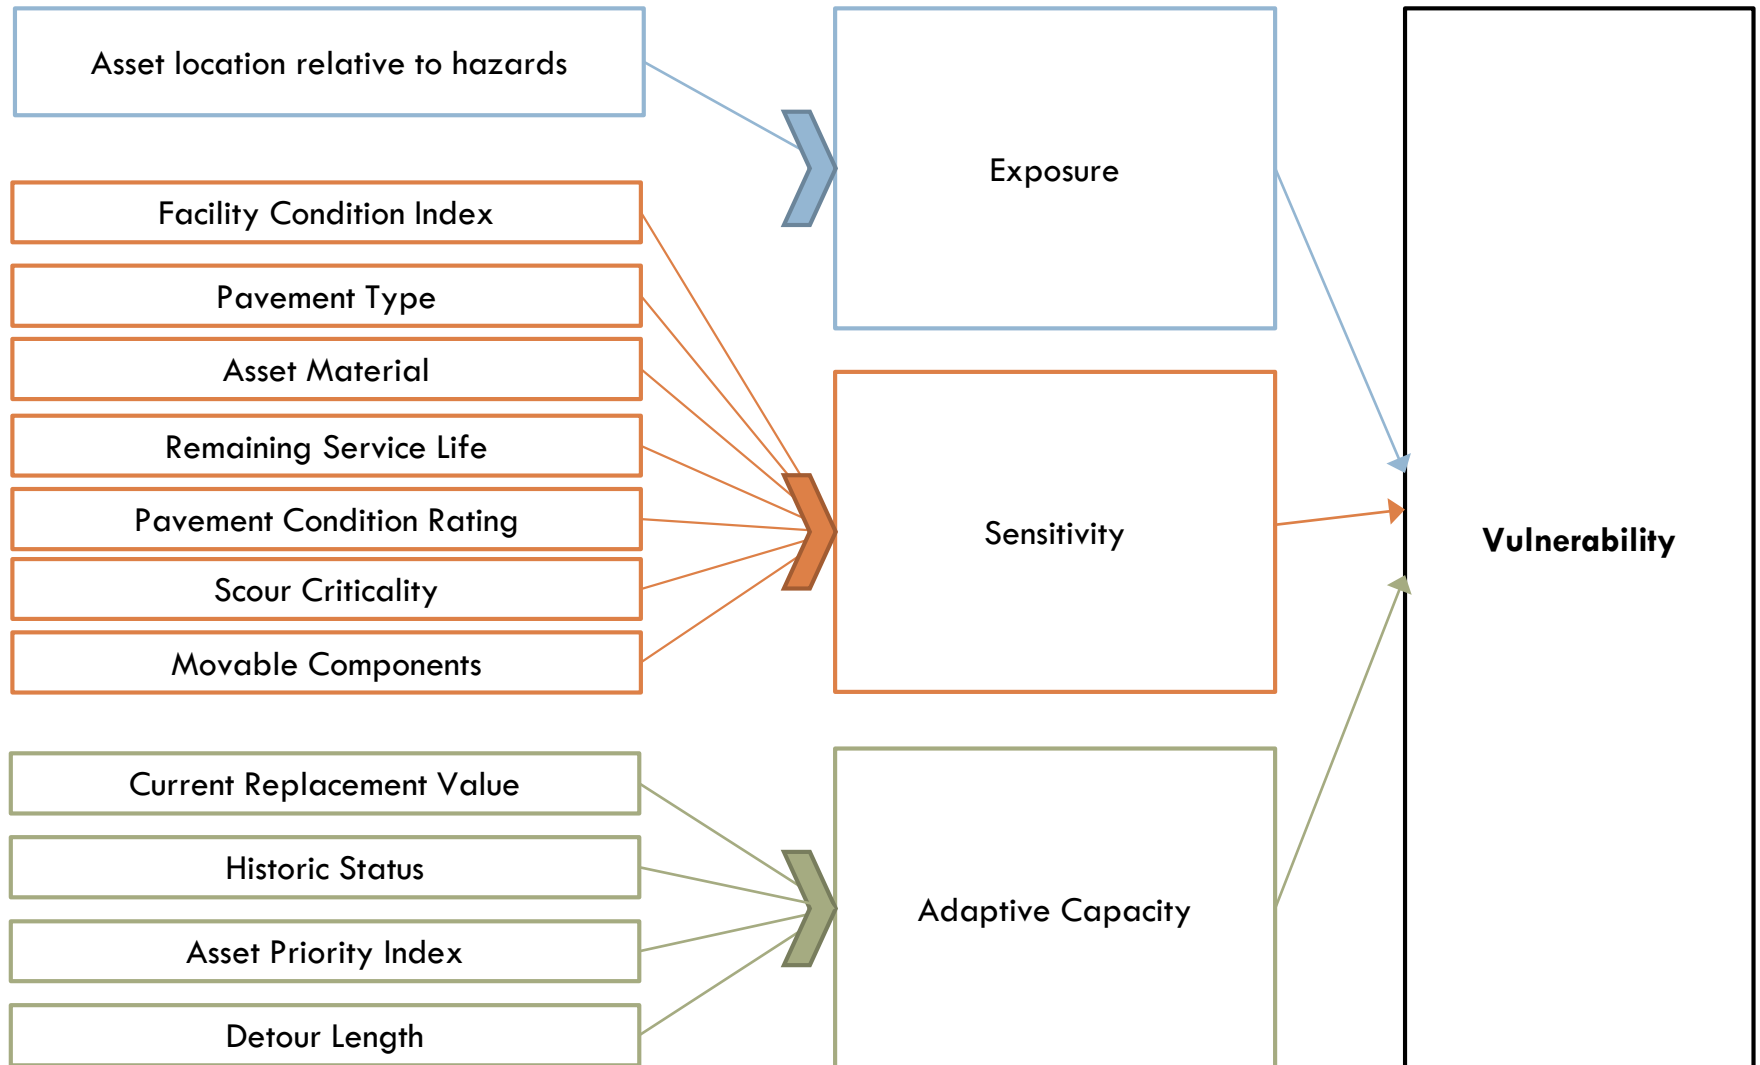 Asset location relative to hazards
Facility Condition Index
Pavement Type
Asset Material
Remaining Service Life
Pavement Condition Rating
Scour Criticality
Movable Components
Current Replacement Value
Historic Status
Asset Priority Index
Detour Length
Exposure
Sensitivity
Adaptive Capacity
Vulnerability